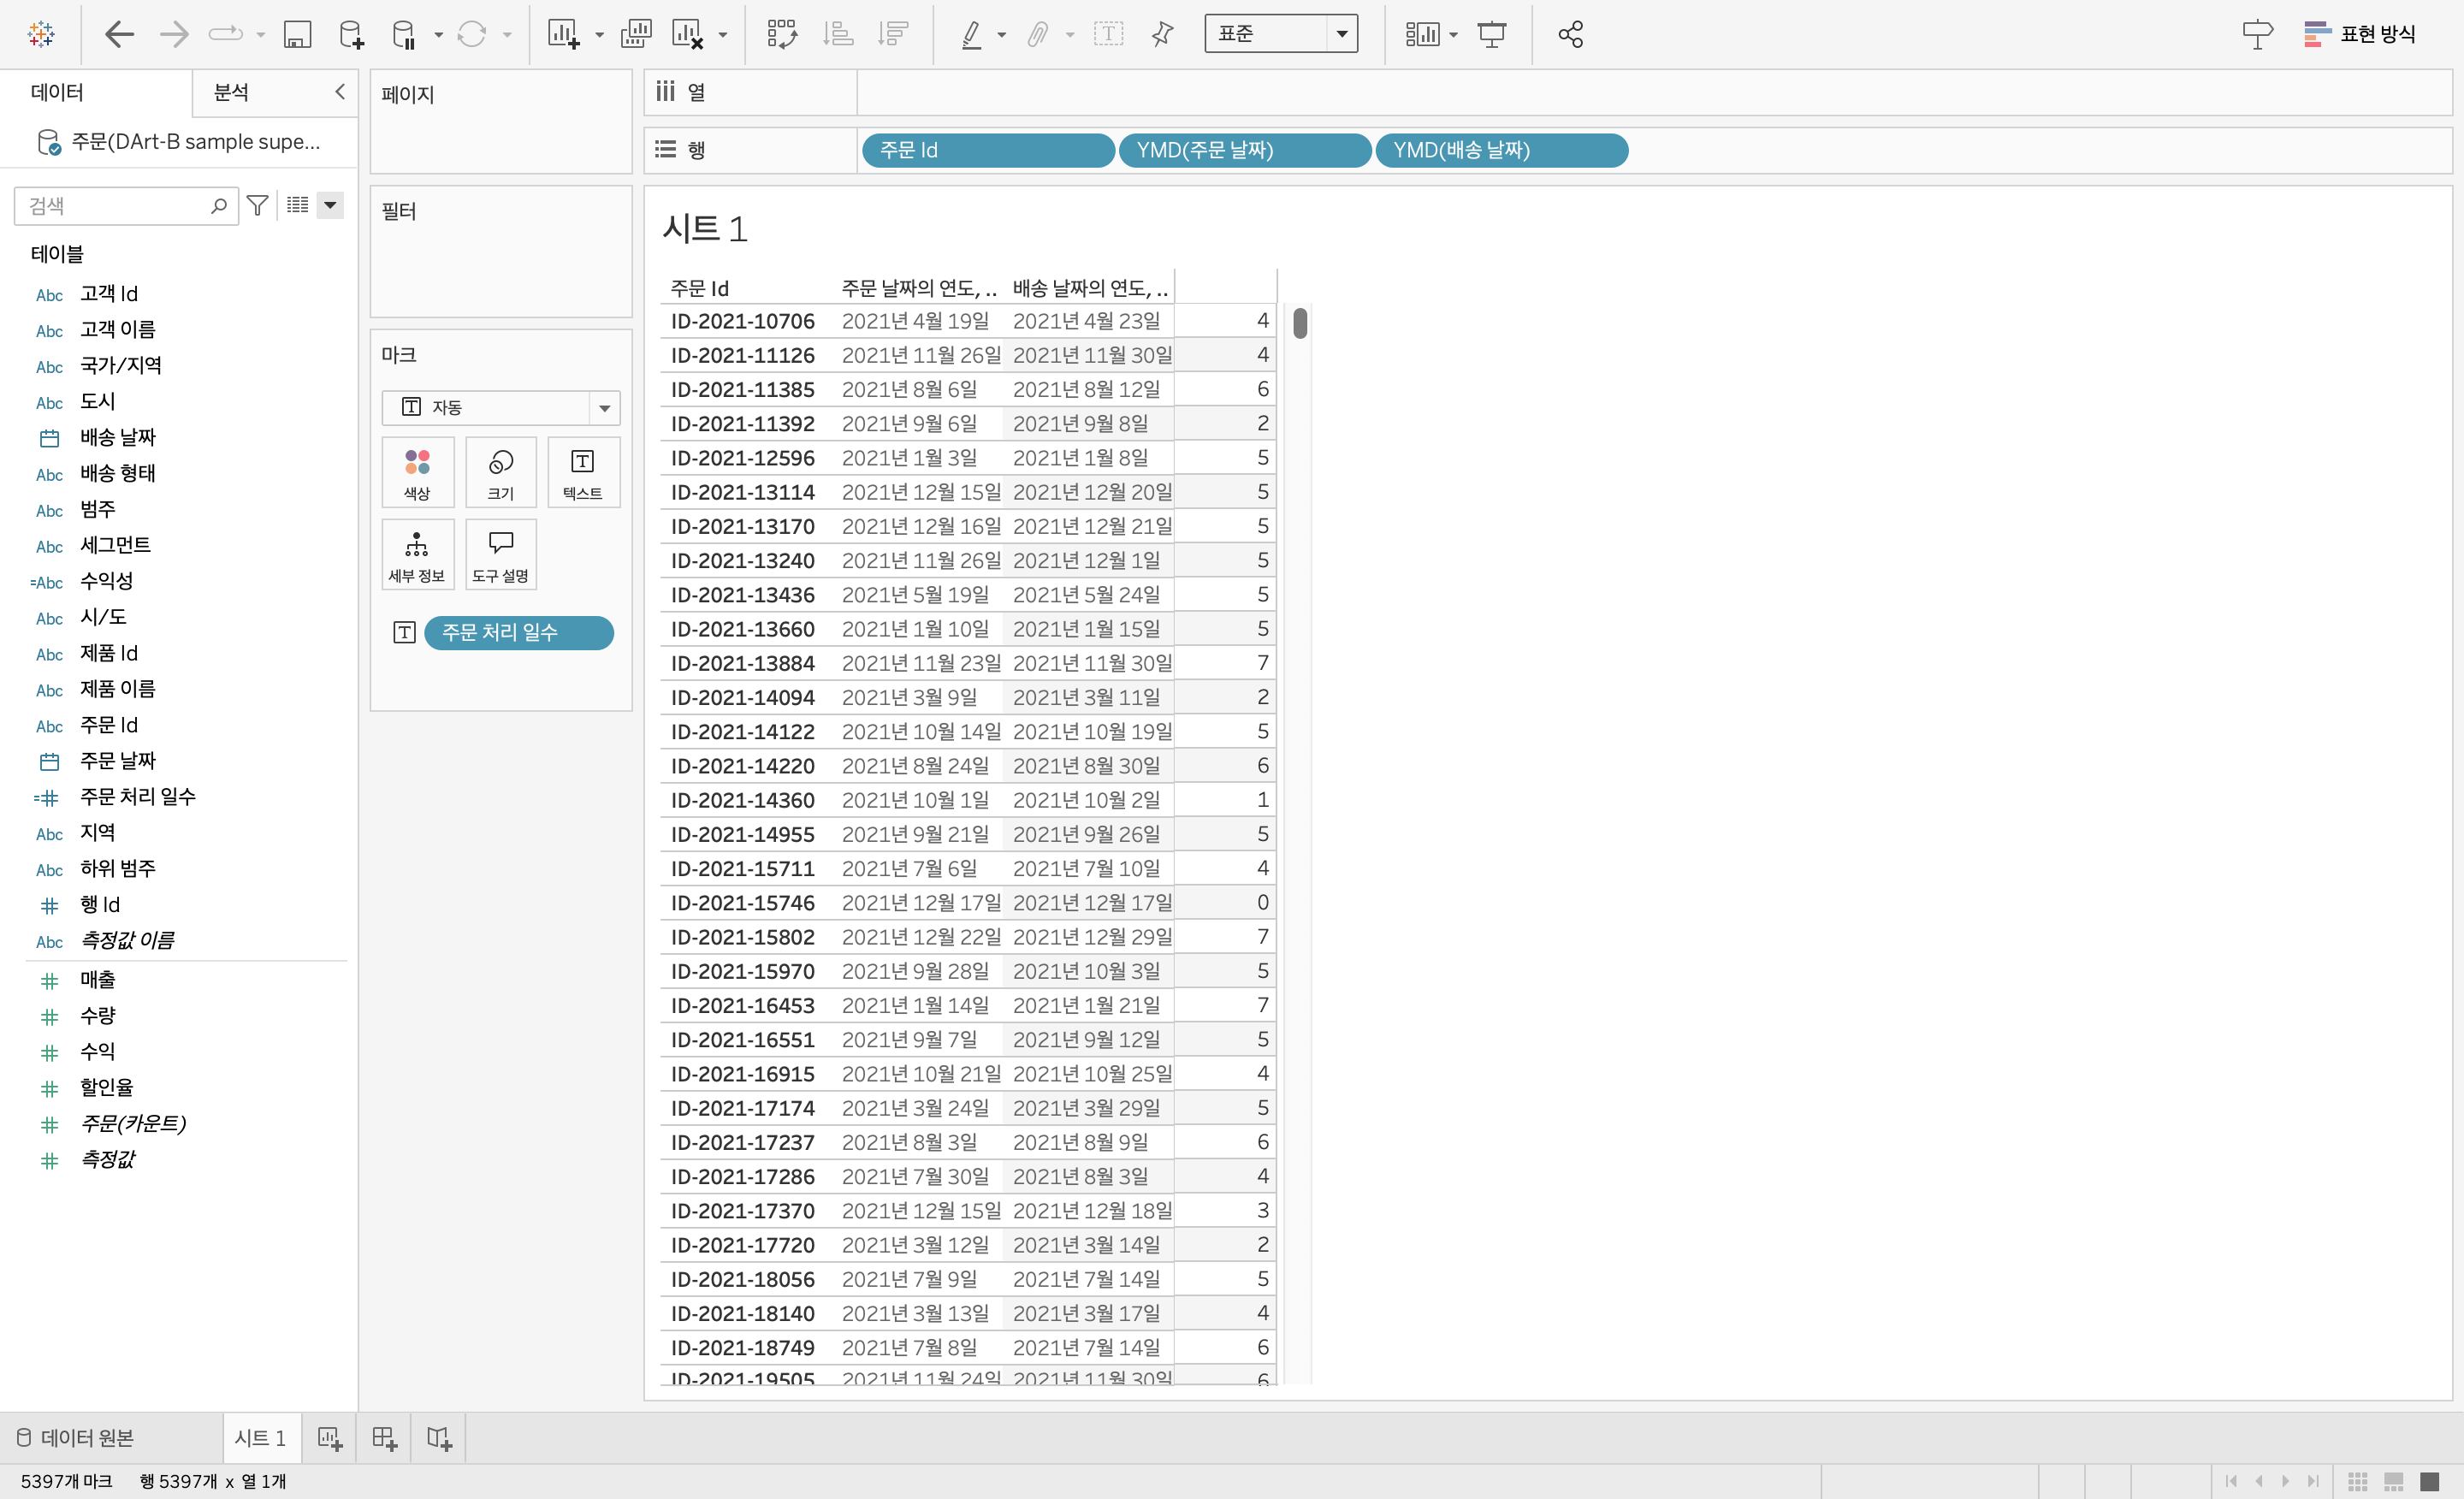 표준
표현 방식
데이터
분석
주문(DArt-B sample supe...
검색
테이블
Abc 고객 Id
Abc 고객 이름
Abc 국가/지역
Abc 도시
배송 날짜
Abc 배송 형태
Abc 범주
Abc 세그먼트
=Abc 수익성
Abc 시/도
Abc 제품 Id
Abc 제품 이름
Abc 주문 Id
주문 날짜
=# 주문 처리 일수
Abc 지역
Abc 하위 범주
# 행 Id
Abc 측정값 이름
# 매출
# 수량
# 수익
# 할인율
# 주문(카운트)
# 측정값
페이지
필터
마크
T 자동
색상
크기
T 텍스트
세부 정보
도구 설명
T 주문 처리 일수
열
행 주문 Id YMD(주문 날짜) YMD(배송 날짜)
시트 1
주문 Id 주문 날짜의 연도, .. 배송 날짜의 연도, ..
ID-2021-10706 2021년 4월 19일 2021년 4월 23일 4
ID-2021-11126 2021년 11월 26일 2021년 11월 30일 4
ID-2021-11385 2021년 8월 6일 2021년 8월 12일 6
ID-2021-11392 2021년 9월 6일 2021년 9월 8일 2
ID-2021-12596 2021년 1월 3일 2021년 1월 8일 5
ID-2021-13114 2021년 12월 15일 2021년 12월 20일 5
ID-2021-13170 2021년 12월 16일 2021년 12월 21일 5
ID-2021-13240 2021년 11월 26일 2021년 12월 1일 5
ID-2021-13436 2021년 5월 19일 2021년 5월 24일 5
ID-2021-13660 2021년 1월 10일 2021년 1월 15일 5
ID-2021-13884 2021년 11월 23일 2021년 11월 30일 7
ID-2021-14094 2021년 3월 9일 2021년 3월 11일 2
ID-2021-14122 2021년 10월 14일 2021년 10월 19일 5
ID-2021-14220 2021년 8월 24일 2021년 8월 30일 6
ID-2021-14360 2021년 10월 1일 2021년 10월 2일 1
ID-2021-14955 2021년 9월 21일 2021년 9월 26일 5
ID-2021-15711 2021년 7월 6일 2021년 7월 10일 4
ID-2021-15746 2021년 12월 17일 2021년 12월 17일 0
ID-2021-15802 2021년 12월 22일 2021년 12월 29일 7
ID-2021-15970 2021년 9월 28일 2021년 10월 3일 5
ID-2021-16453 2021년 1월 14일 2021년 1월 21일 7
ID-2021-16551 2021년 9월 7일 2021년 9월 12일 5
ID-2021-16915 2021년 10월 21일 2021년 10월 25일 4
ID-2021-17174 2021년 3월 24일 2021년 3월 29일 5
ID-2021-17237 2021년 8월 3일 2021년 8월 9일 6
ID-2021-17286 2021년 7월 30일 2021년 8월 3일 4
ID-2021-17370 2021년 12월 15일 2021년 12월 18일 3
ID-2021-17720 2021년 3월 12일 2021년 3월 14일 2
ID-2021-18056 2021년 7월 9일 2021년 7월 14일 5
ID-2021-18140 2021년 3월 13일 2021년 3월 17일 4
ID-2021-18749 2021년 7월 8일 2021년 7월 14일 6
ID-2021-19505 2021년 11월 24일 2021년 11월 30일 6
데이터 원본
시트 1
5397개 마크 행 5397개 x 열 1개